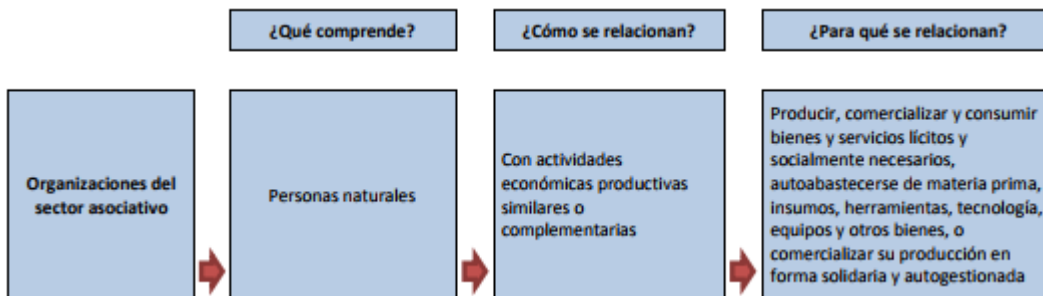 ¿Qué comprende?
¿Cómo se relacionan?
¿Para qué se relacionan?
Organizaciones del
sector asociativo
Personas naturales
Con actividades
económicas productivas
similares o
complementarias
Producir, comercializar y consumir
bienes y servicios lícitos y
socialmente necesarios,
autoabastecerse de materia prima,
insumos, herramientas, tecnología,
equipos y otros bienes, o
comercializar su producción en
forma solidaria y autogestionada